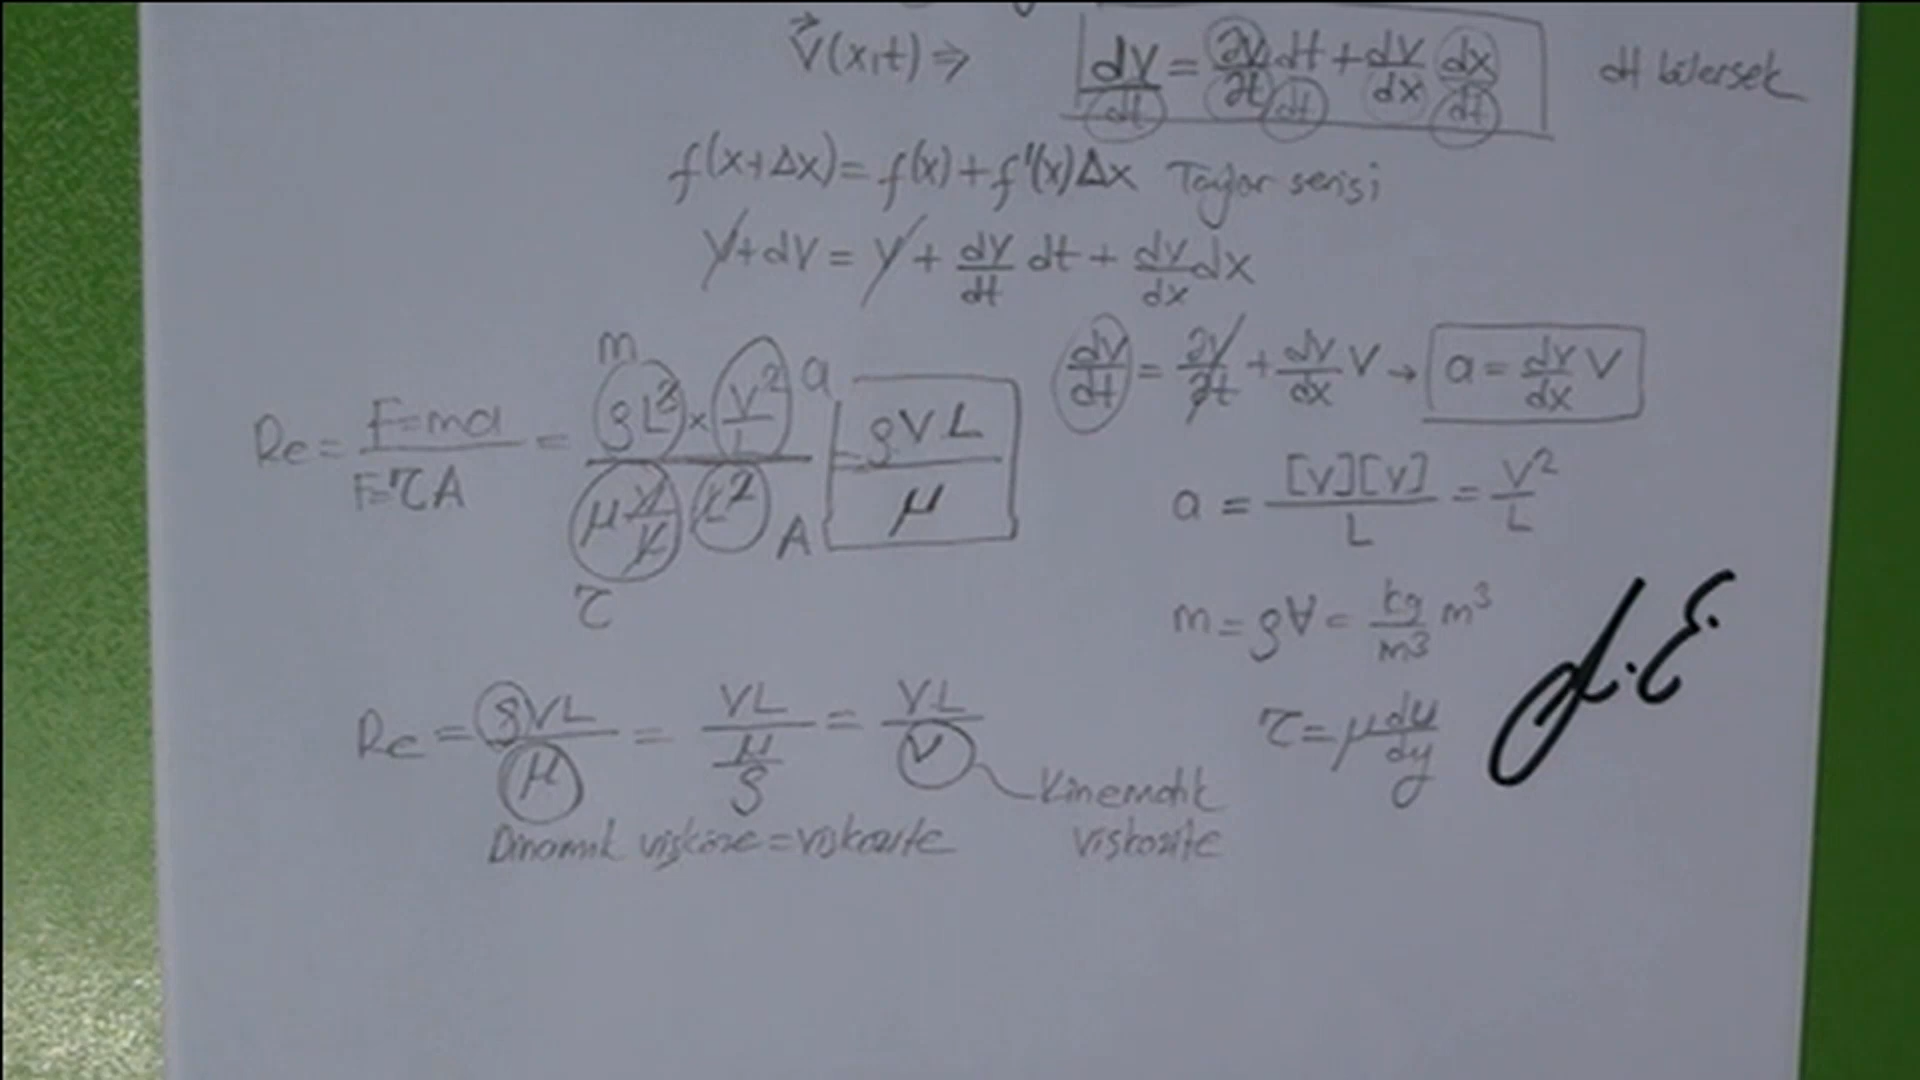 V⃗(x,t) ⇒ dV/dt = ∂V/∂t dt/dt + dV/dx dx/dt dt bölersek
f(x+Δx) = f(x) + f'(x)Δx Taylor serisi
V + dV = V + dV/dt dt + dV/dx dx
dV/dt = ∂V/∂t + dV/dx V → a = dV/dx V
Re = F=ma / F=τA = m ρL³ × V²/L a / μ V/L L² A τ = ρVL/μ
a = [V][V]/L = V²/L
m = ρV = kg/m³ m³
Re = ρVL/μ = VL/μ/ρ = VL/ν
τ = μ du/dy
Kinematik
viskozite
Dinamik viskoze = viskozite
d.E